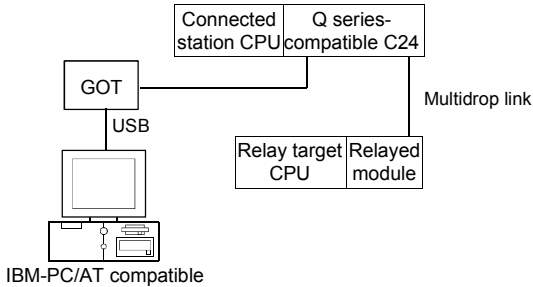 Connected
station CPU
Q series-
compatible C24
GOT
Multidrop link
USB
Relay target
CPU
Relayed
module
IBM-PC/AT compatible